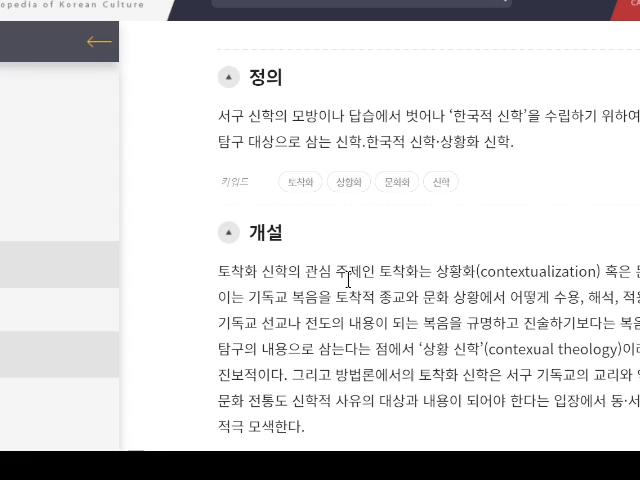 opedia of Korean Culture
정의
서구 신학의 모방이나 답습에서 벗어나 ‘한국적 신학’을 수립하기 위하여
탐구 대상으로 삼는 신학.한국적 신학·상황화 신학.
키워드 토착화 상황화 문화화 신학
개설
토착화 신학의 관심 주제인 토착화는 상황화(contextualization) 혹은
이는 기독교 복음을 토착적 종교와 문화 상황에서 어떻게 수용, 해석,
기독교 선교나 전도의 내용이 되는 복음을 규명하고 진술하기보다는
탐구의 내용으로 삼는다는 점에서 ‘상황 신학’(contexual theology)이
진보적이다. 그리고 방법론에서의 토착화 신학은 서구 기독교의 교리와
문화 전통도 신학적 사유의 대상과 내용이 되어야 한다는 입장에서 동·서
적극 모색한다.